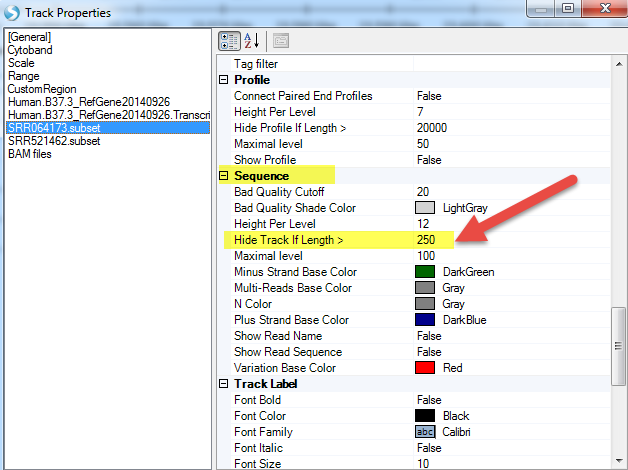 Track Properties
[General]
Cytoband
Scale
Range
CustomRegion
Human.B37.3_RefGene20140926
Human.B37.3_RefGene20140926.Transcri
SRR064173.subset
SRR521462.subset
BAM files
Tag filter
Profile
Connect Paired End Profiles False
Height Per Level 7
Hide Profile If Length > 20000
Maximal level 50
Show Profile False
Sequence
Bad Quality Cutoff 20
Bad Quality Shade Color LightGray
Height Per Level 12
Hide Track If Length > 250
Maximal level 100
Minus Strand Base Color DarkGreen
Multi-Reads Base Color Gray
N Color Gray
Plus Strand Base Color DarkBlue
Show Read Name False
Show Read Sequence False
Variation Base Color Red
Track Label
Font Bold False
Font Color Black
Font Family abc Calibri
Font Italic False
Font Size 10